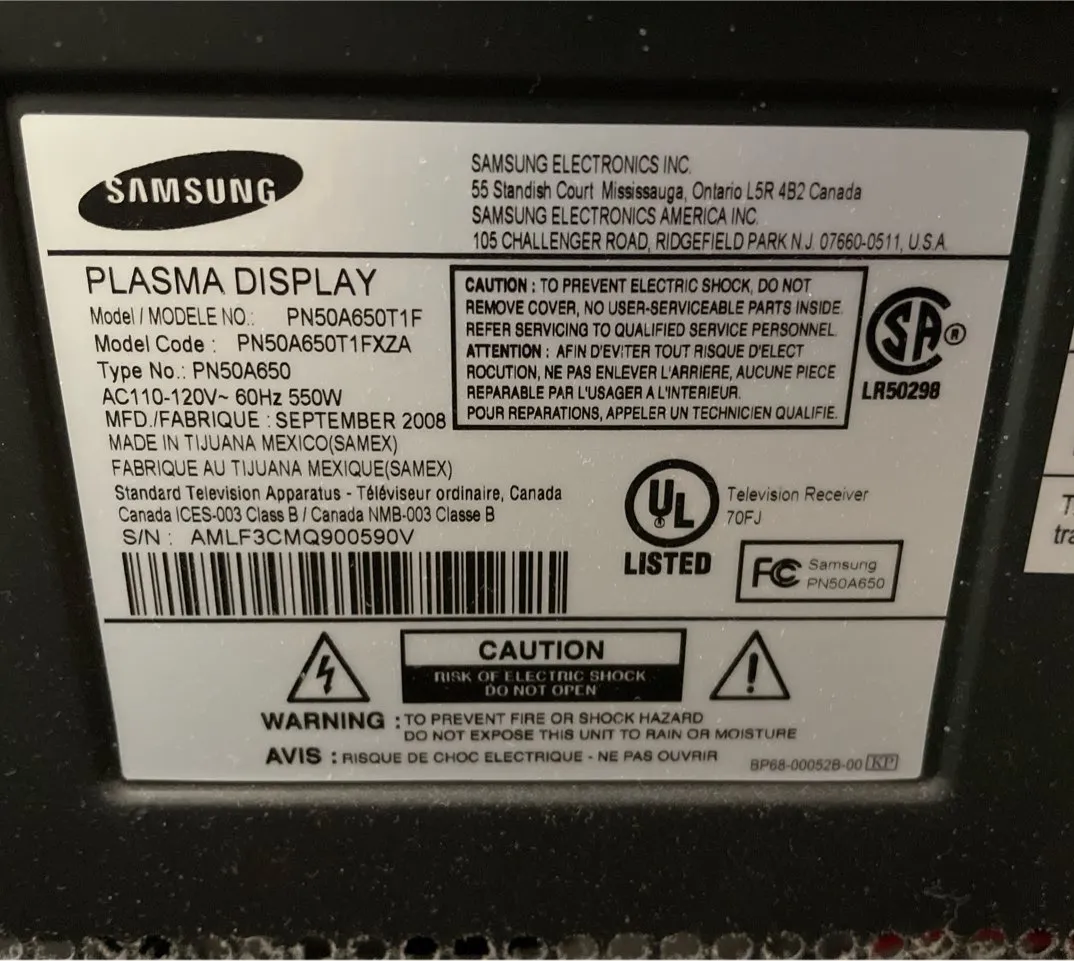 SAMSUNG
SAMSUNG ELECTRONICS INC.
55 Standish Court Mississauga, Ontario L5R 4B2 Canada
SAMSUNG ELECTRONICS AMERICA INC.
105 CHALLENGER ROAD, RIDGEFIELD PARK N.J. 07660-0511, U.S.A.
PLASMA DISPLAY
Model / MODELE NO.: PN50A650T1F
Model Code : PN50A650T1FXZA
Type No.: PN50A650
AC110-120V~ 60Hz 550W
MFD./FABRIQUE : SEPTEMBER 2008
MADE IN TIJUANA MEXICO(SAMEX)
FABRIQUE AU TIJUANA MEXIQUE(SAMEX)
Standard Television Apparatus - Téléviseur ordinaire, Canada
Canada ICES-003 Class B / Canada NMB-003 Classe B
S/N : AMLF3CMQ900590V
CAUTION : TO PREVENT ELECTRIC SHOCK, DO NOT
REMOVE COVER, NO USER-SERVICEABLE PARTS INSIDE.
REFER SERVICING TO QUALIFIED SERVICE PERSONNEL.
ATTENTION : AFIN D'EVITER TOUT RISQUE D'ELECT
ROCUTION, NE PAS ENLEVER L'ARRIERE, AUCUNE PIECE
REPARABLE PAR L'USAGER A L'INTERIEUR.
POUR REPARATIONS, APPELER UN TECHNICIEN QUALIFIE.
SA ®
LR50298
UL
LISTED
Television Receiver
70FJ
FC
Samsung
PN50A650
CAUTION
RISK OF ELECTRIC SHOCK
DO NOT OPEN
WARNING : TO PREVENT FIRE OR SHOCK HAZARD
DO NOT EXPOSE THIS UNIT TO RAIN OR MOISTURE
AVIS : RISQUE DE CHOC ELECTRIQUE - NE PAS OUVRIR
BP68-00052B-00 KP